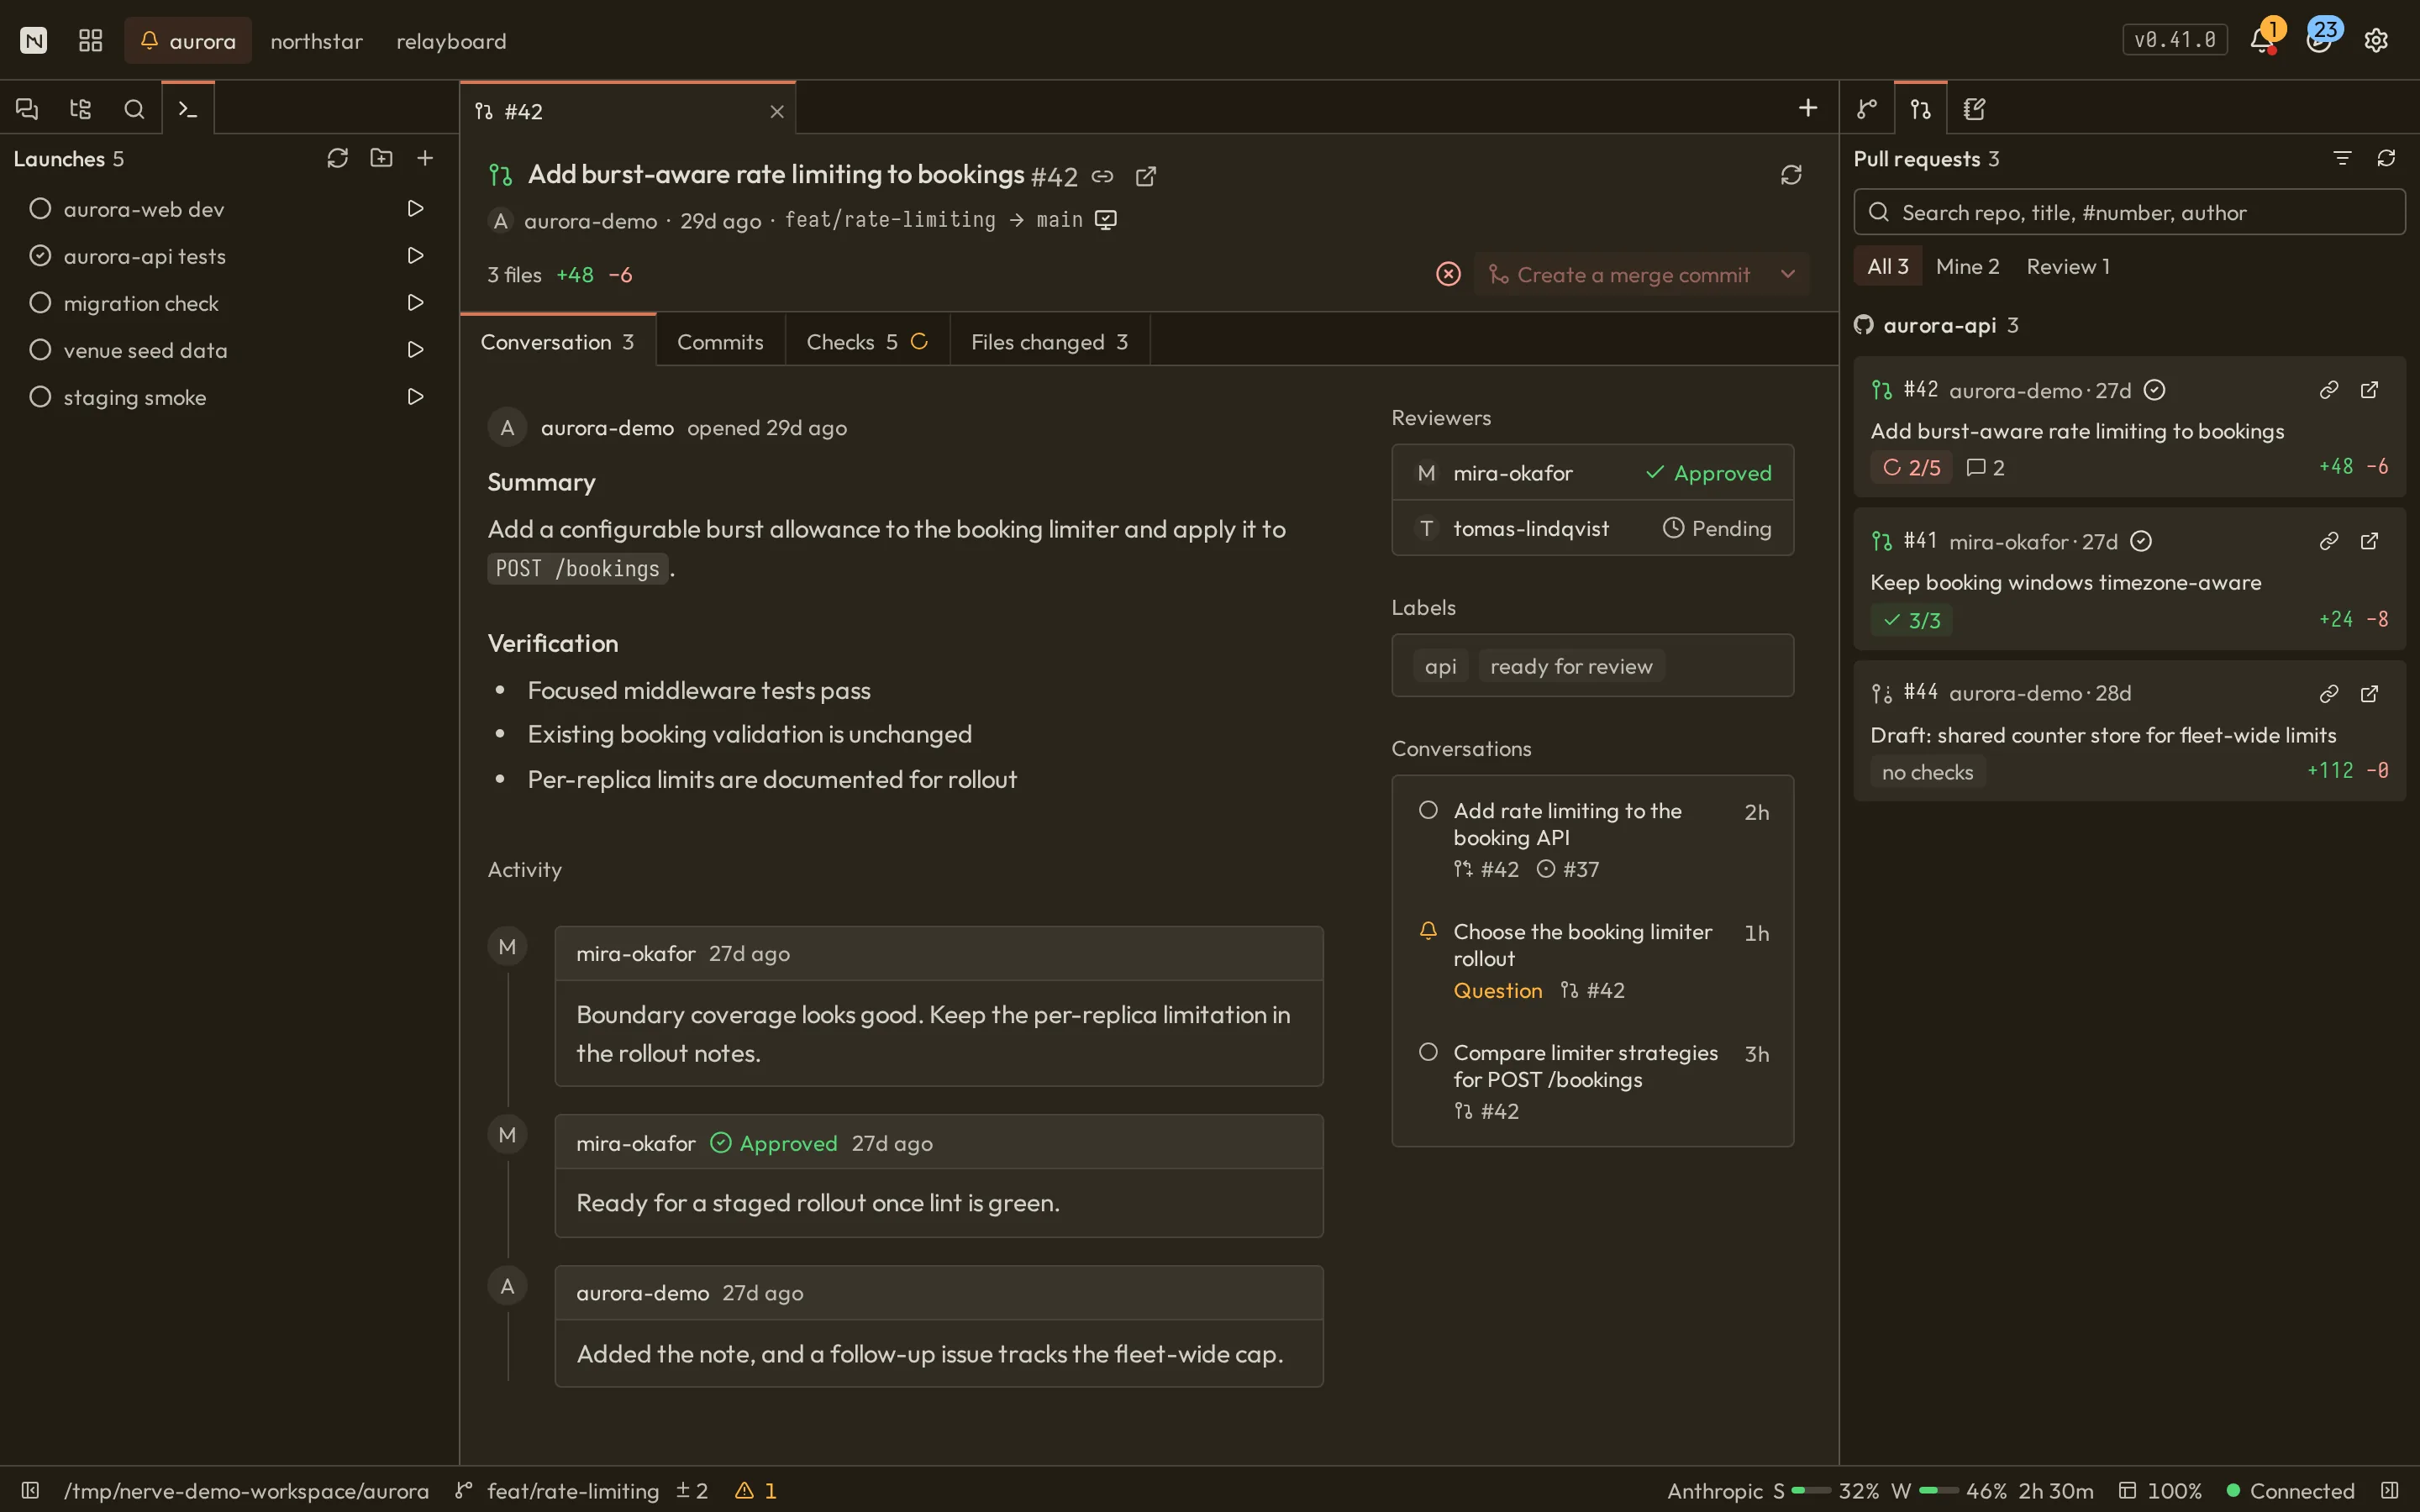 aurora
northstar
relayboard
v0.41.0
1
23
Launches 5
aurora-web dev
aurora-api tests
migration check
venue seed data
staging smoke
#42
Add burst-aware rate limiting to bookings #42
A aurora-demo · 29d ago · feat/rate-limiting → main
3 files +48 −6
Create a merge commit
Conversation 3
Commits
Checks 5
Files changed 3
A aurora-demo opened 29d ago
Summary
Add a configurable burst allowance to the booking limiter and apply it to
POST /bookings.
Verification
• Focused middleware tests pass
• Existing booking validation is unchanged
• Per-replica limits are documented for rollout
Activity
M mira-okafor 27d ago
Boundary coverage looks good. Keep the per-replica limitation in
the rollout notes.
M mira-okafor Approved 27d ago
Ready for a staged rollout once lint is green.
A aurora-demo 27d ago
Added the note, and a follow-up issue tracks the fleet-wide cap.
Reviewers
M mira-okafor Approved
T tomas-lindqvist Pending
Labels
api ready for review
Conversations
Add rate limiting to the 2h
booking API
#42 #37
Choose the booking limiter 1h
rollout
Question #42
Compare limiter strategies 3h
for POST /bookings
#42
Pull requests 3
Search repo, title, #number, author
All 3 Mine 2 Review 1
aurora-api 3
#42 aurora-demo · 27d
Add burst-aware rate limiting to bookings
2/5 2 +48 −6
#41 mira-okafor · 27d
Keep booking windows timezone-aware
3/3 +24 −8
#44 aurora-demo · 28d
Draft: shared counter store for fleet-wide limits
no checks +112 −0
/tmp/nerve-demo-workspace/aurora feat/rate-limiting ±2 1
Anthropic S 32% W 46% 2h 30m 100% Connected